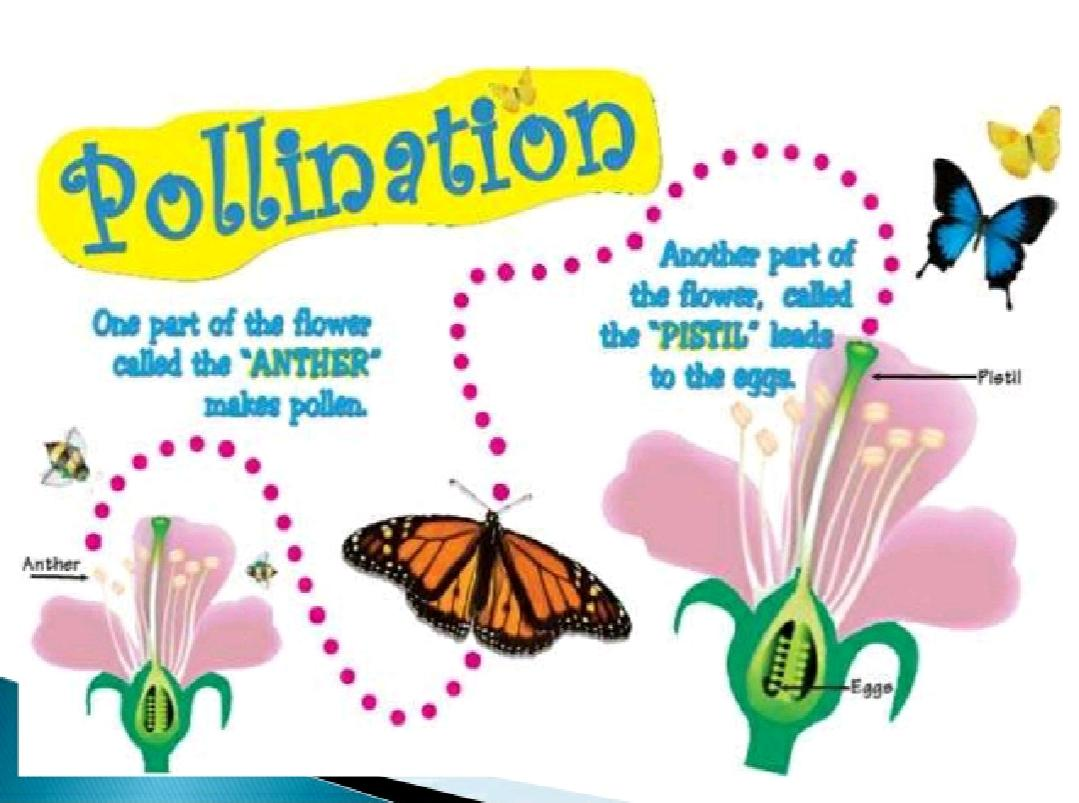 Pollination
One part of the flower
called the "ANTHER"
makes pollen.
Another part of
the flower, called
the "PISTIL" leads
to the eggs.
Pistil
Anther
Eggs